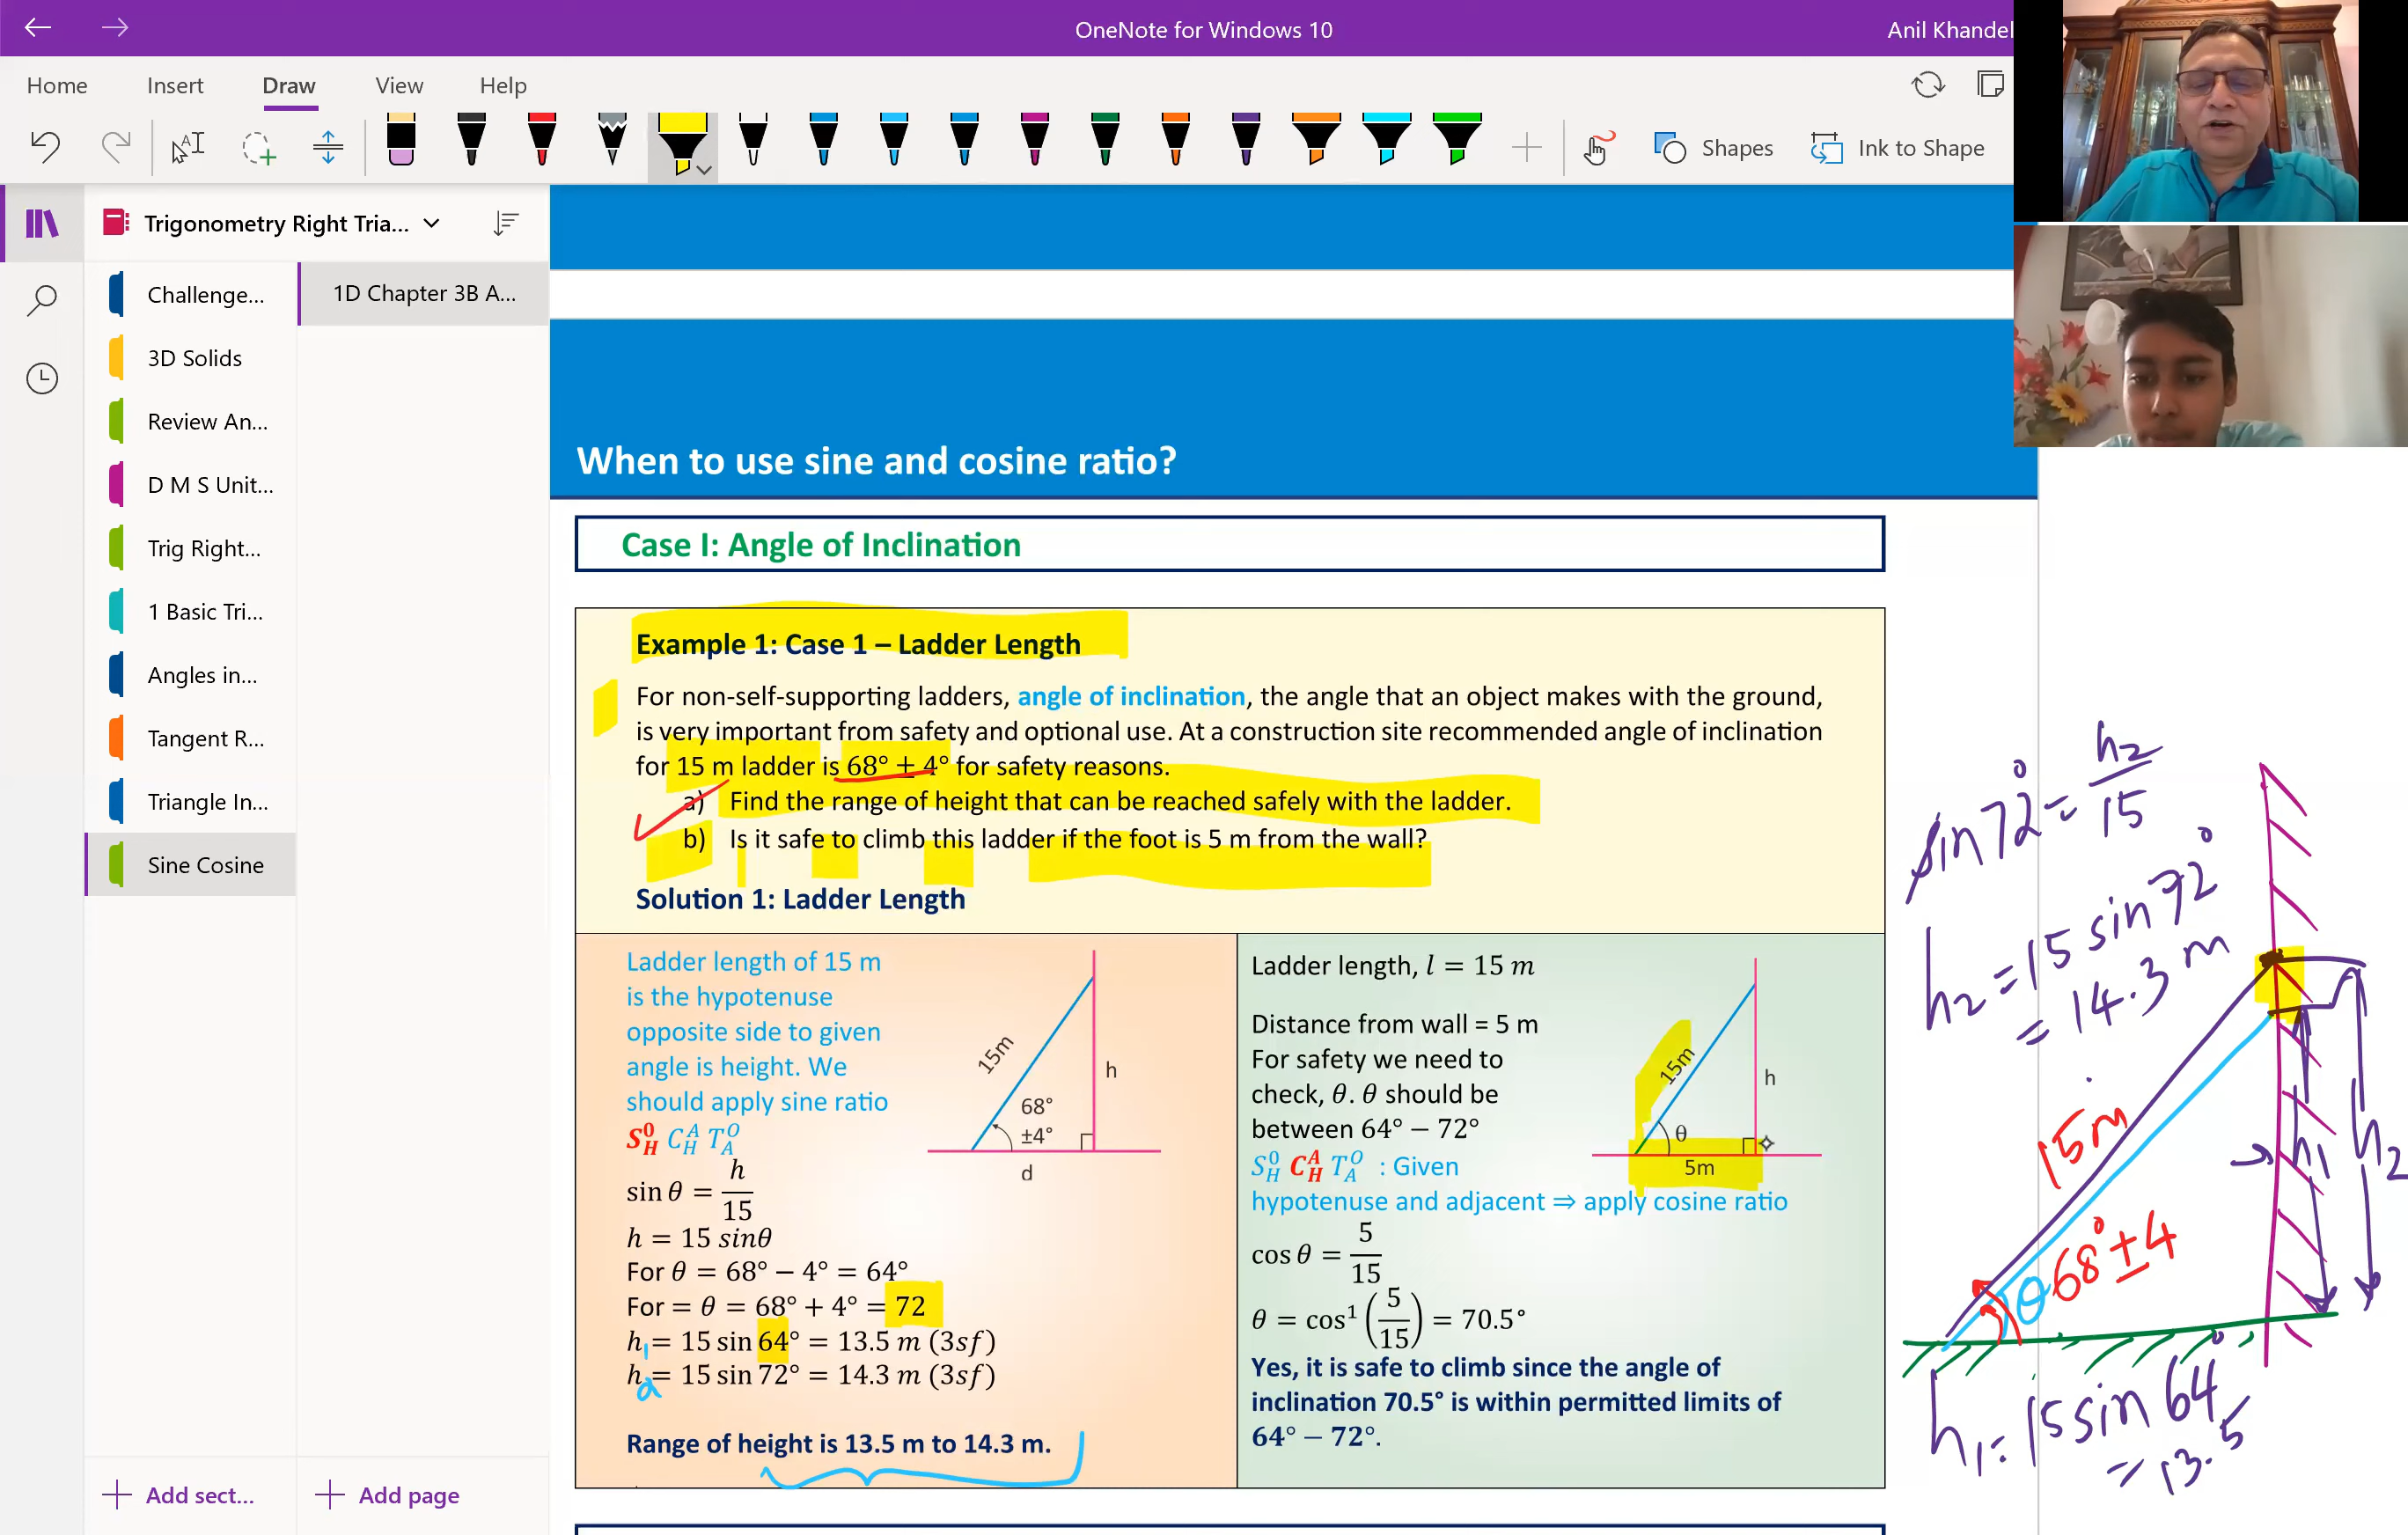 OneNote for Windows 10
Anil Khandel
Home Insert Draw View Help
Shapes
Ink to Shape
Trigonometry Right Tria...
Challenge...
3D Solids
Review An...
D M S Unit...
Trig Right...
1 Basic Tri...
Angles in...
Tangent R...
Triangle In...
Sine Cosine
1D Chapter 3B A...
Add sect...
Add page
When to use sine and cosine ratio?
Case I: Angle of Inclination
Example 1: Case 1 – Ladder Length
For non-self-supporting ladders, angle of inclination, the angle that an object makes with the ground,
is very important from safety and optional use. At a construction site recommended angle of inclination
for 15 m ladder is 68° ± 4° for safety reasons.
a) Find the range of height that can be reached safely with the ladder.
b) Is it safe to climb this ladder if the foot is 5 m from the wall?
Solution 1: Ladder Length
Ladder length of 15 m
is the hypotenuse
opposite side to given
angle is height. We
should apply sine ratio
S O/H C A/H T O/A
sin θ = h/15
h = 15 sinθ
For θ = 68° − 4° = 64°
For = θ = 68° + 4° = 72
h1 = 15 sin 64° = 13.5 m (3sf)
h2 = 15 sin 72° = 14.3 m (3sf)
Range of height is 13.5 m to 14.3 m.
15m
h
68°
±4°
d
Ladder length, l = 15 m
Distance from wall = 5 m
For safety we need to
check, θ. θ should be
between 64° − 72°
S O/H C A/H T O/A : Given
hypotenuse and adjacent ⇒ apply cosine ratio
cos θ = 5/15
θ = cos¹ (5/15) = 70.5°
Yes, it is safe to climb since the angle of
inclination 70.5° is within permitted limits of
64° − 72°.
15m
h
θ
5m
sin 72° = h2/15
h2 = 15 sin 72°
= 14.3 m
15m
h1
h2
θ 68° ± 4
h1 = 15 sin 64°
= 13.5